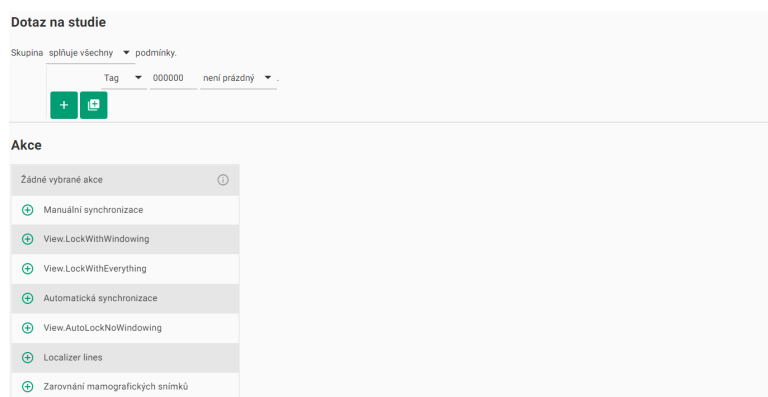 Dotaz na studie
Skupina splňuje všechny podmínky.
Tag 000000 není prázdný .
Akce
Žádné vybrané akce
Manuální synchronizace
View.LockWithWindowing
View.LockWithEverything
Automatická synchronizace
View.AutoLockNoWindowing
Localizer lines
Zarovnání mamografických snímků